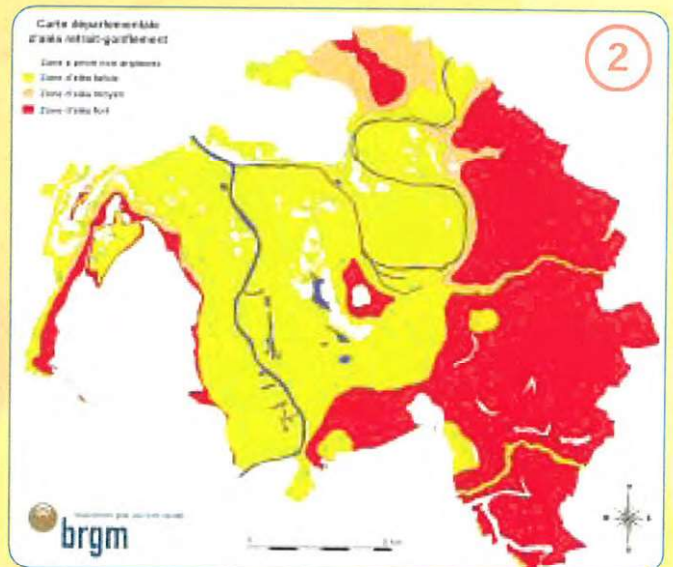 Carte départementale
d'aléa retrait-gonflement
Zone a priori non argileuse
Zone d'aléa faible
Zone d'aléa moyen
Zone d'aléa fort
2
brgm